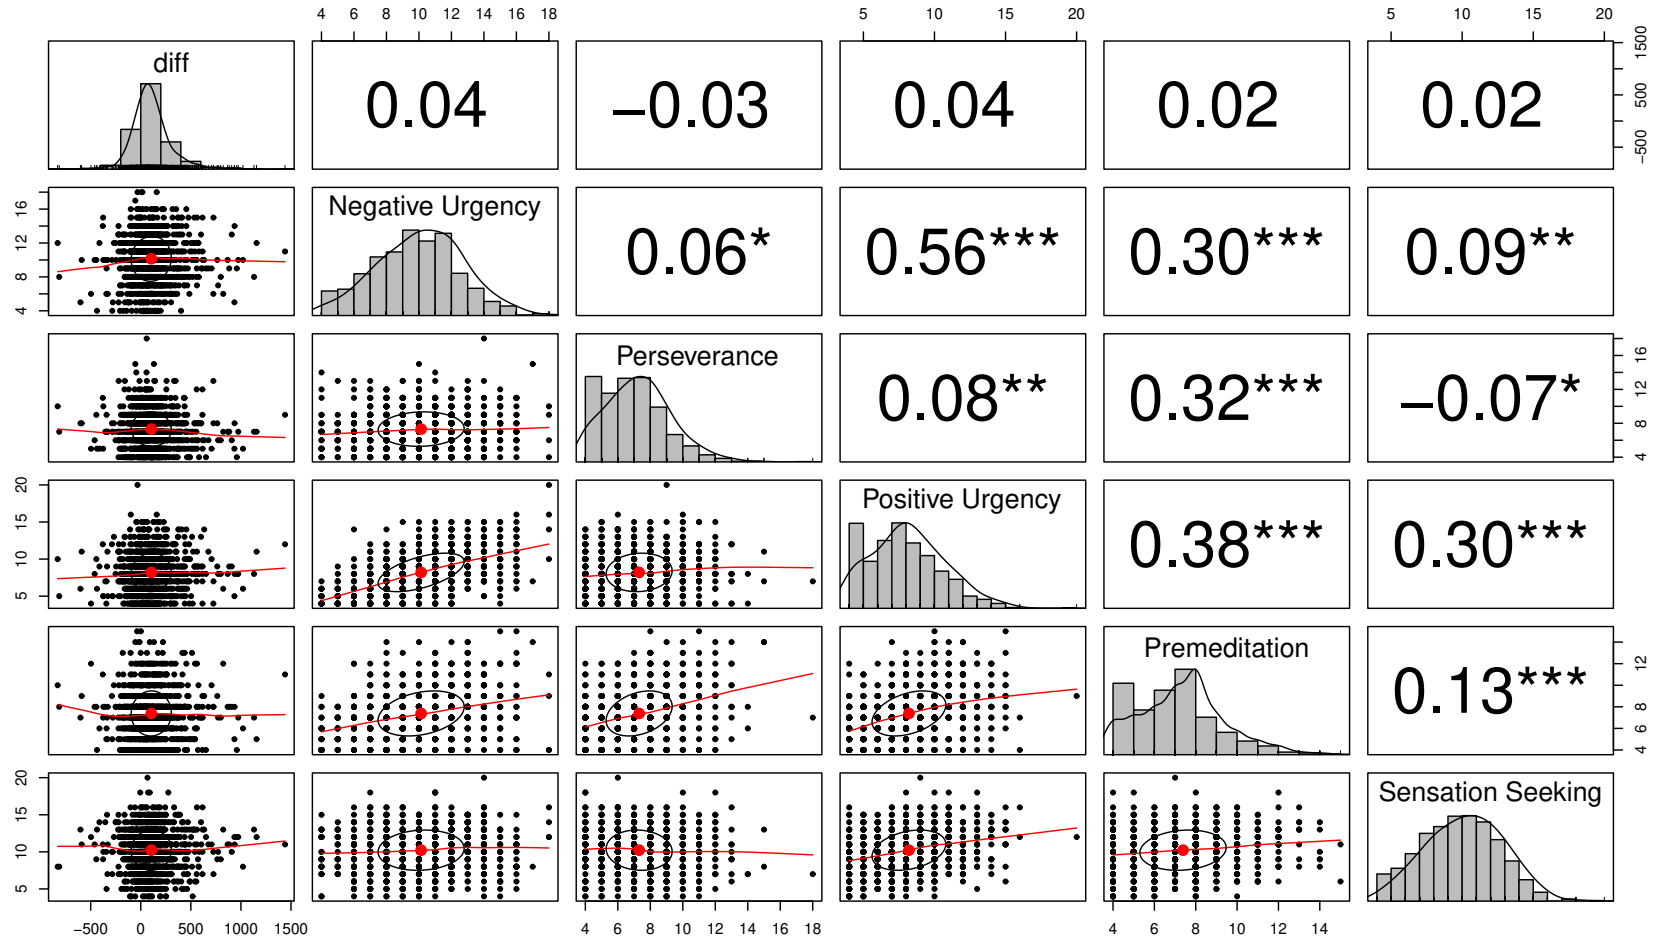 4 6 8 10 12 14 16 18
5 10 15 20
5 10 15 20
diff
0.04
−0.03
0.04
0.02
0.02
−500 500 1500
4 8 12 16
Negative Urgency
0.06*
0.56***
0.30***
0.09**
Perseverance
0.08**
0.32***
−0.07*
4 8 12 16
5 10 15 20
Positive Urgency
0.38***
0.30***
Premeditation
0.13***
4 6 8 12
5 10 15 20
Sensation Seeking
−500 0 500 1000 1500
4 6 8 10 12 14 16 18
4 6 8 10 12 14